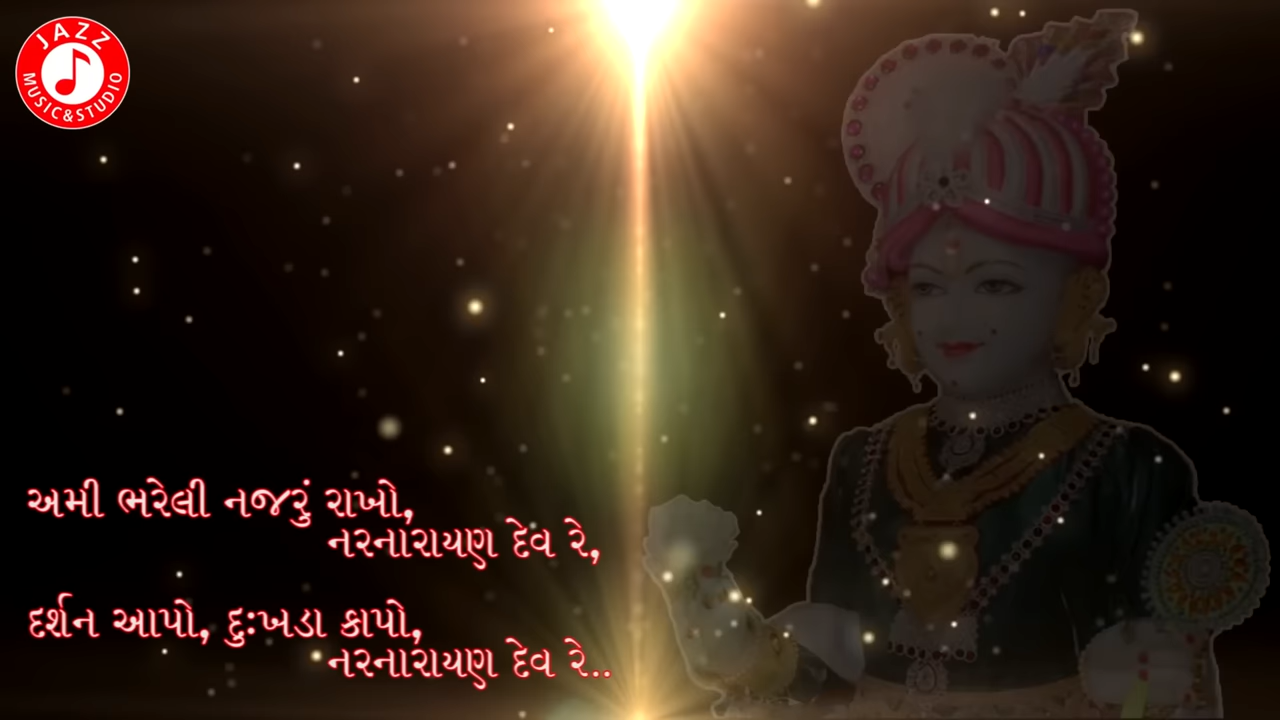 JAZZ
MUSIC&STUDIO
અમી ભરેલી નજરું રાખો,
નરનારાયણ દેવ રે,
દર્શન આપો, દુઃખડા કાપો,
નરનારાયણ દેવ રે..